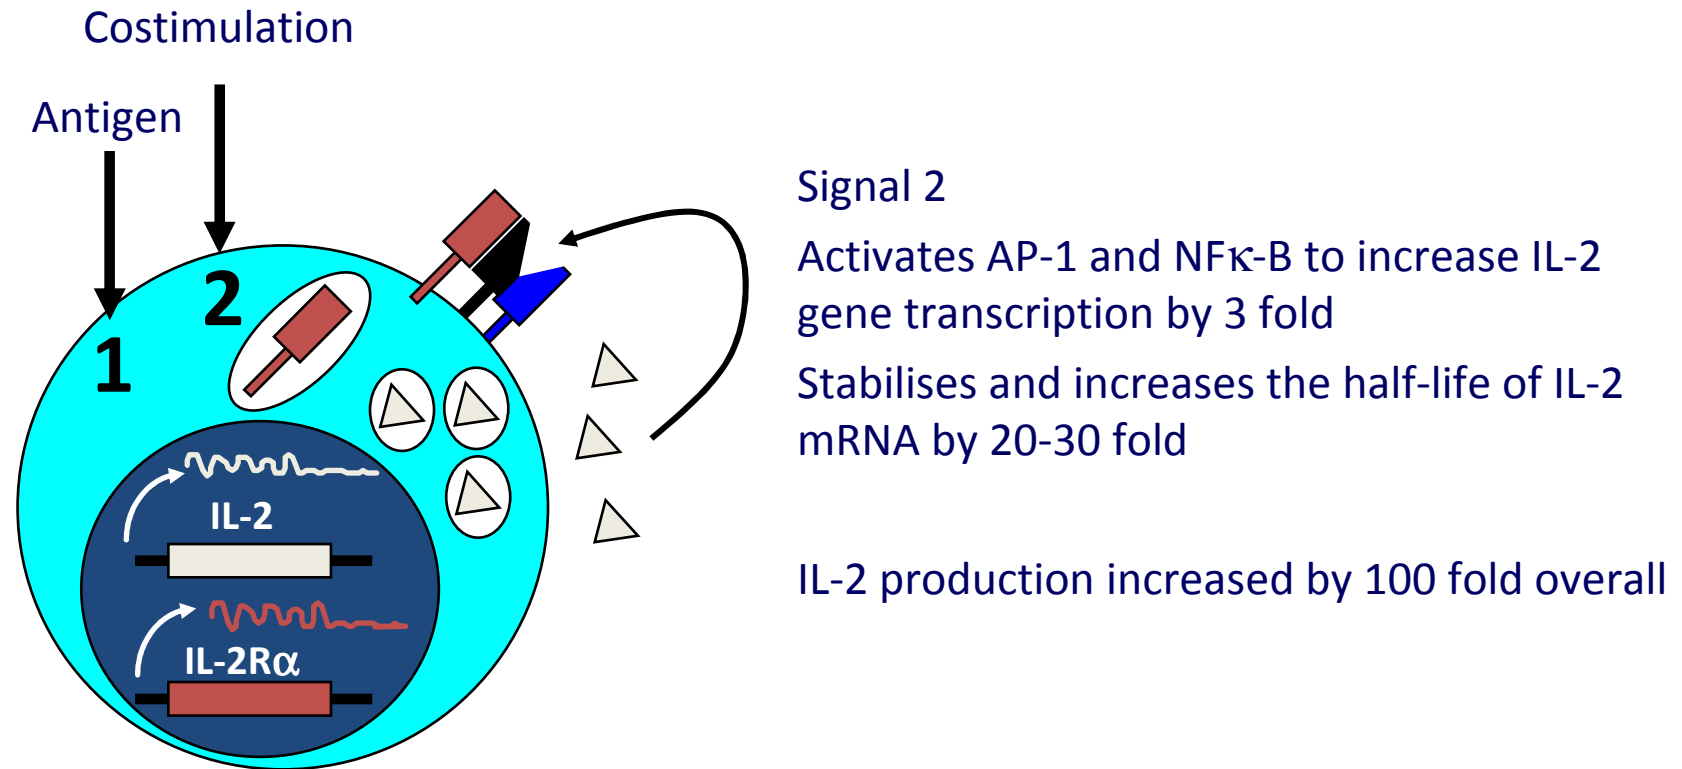 Costimulation
Antigen
1
2
IL-2
IL-2Rα
Signal 2
Activates AP-1 and NFκ-B to increase IL-2
gene transcription by 3 fold
Stabilises and increases the half-life of IL-2
mRNA by 20-30 fold
IL-2 production increased by 100 fold overall